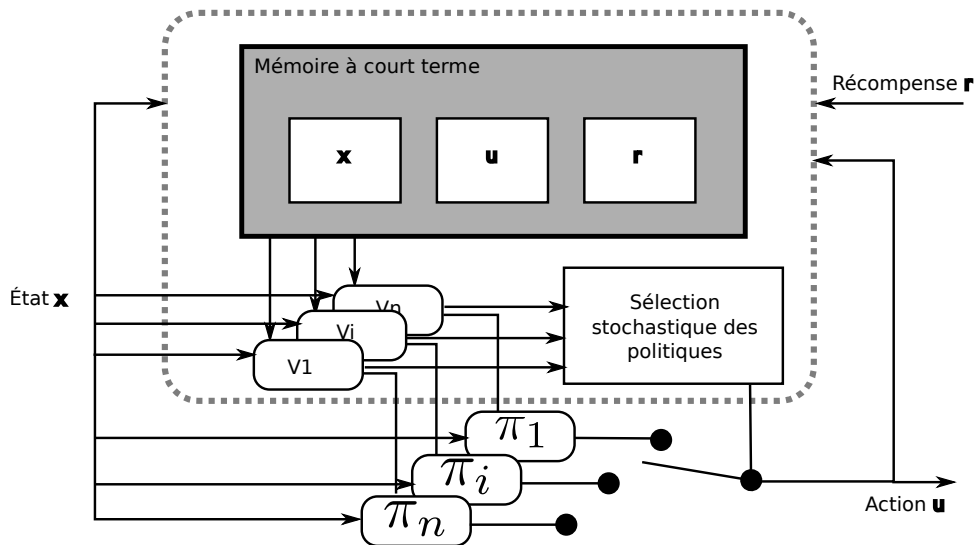 Mémoire à court terme
Récompense r
x
u
r
État x
Vn
Vi
V1
Sélection
stochastique des
politiques
π1
πi
πn
Action u